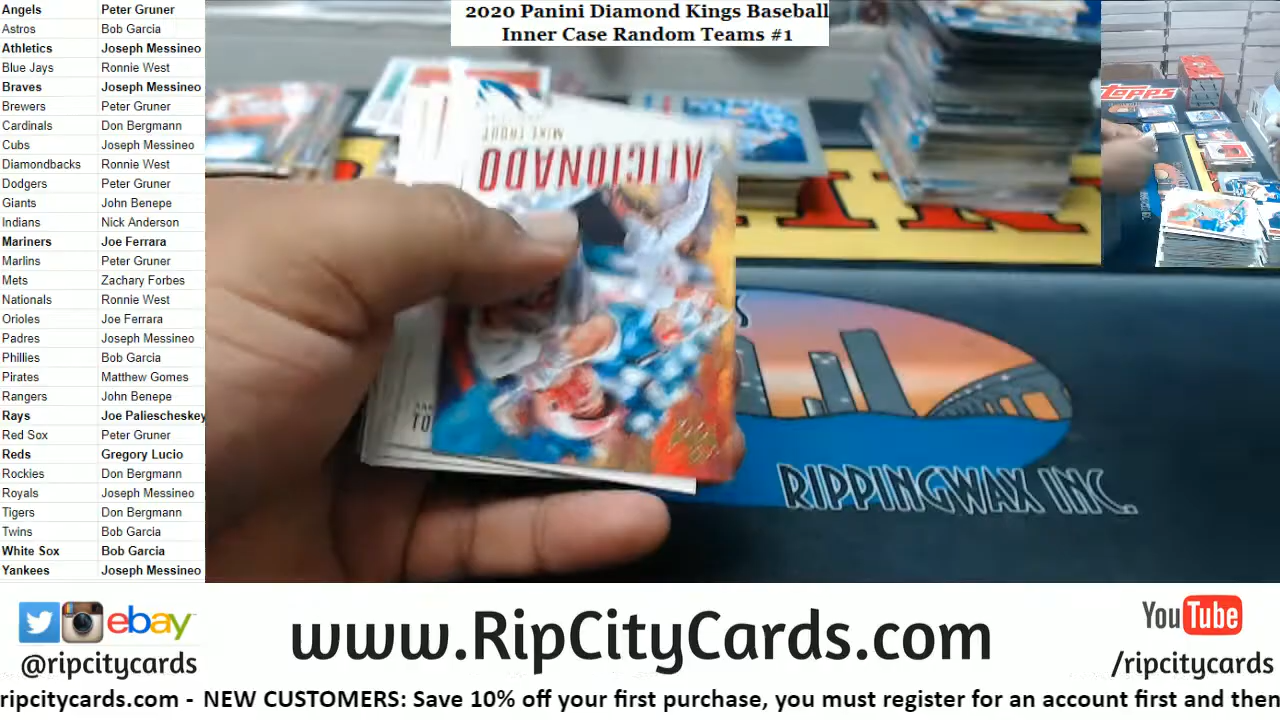 2020 Panini Diamond Kings Baseball
Inner Case Random Teams #1
Angels Peter Gruner
Astros Bob Garcia
Athletics Joseph Messineo
Blue Jays Ronnie West
Braves Joseph Messineo
Brewers Peter Gruner
Cardinals Don Bergmann
Cubs Joseph Messineo
Diamondbacks Ronnie West
Dodgers Peter Gruner
Giants John Benepe
Indians Nick Anderson
Mariners Joe Ferrara
Marlins Peter Gruner
Mets Zachary Forbes
Nationals Ronnie West
Orioles Joe Ferrara
Padres Joseph Messineo
Phillies Bob Garcia
Pirates Matthew Gomes
Rangers John Benepe
Rays Joe Paliescheskey
Red Sox Peter Gruner
Reds Gregory Lucio
Rockies Don Bergmann
Royals Joseph Messineo
Tigers Don Bergmann
Twins Bob Garcia
White Sox Bob Garcia
Yankees Joseph Messineo
MIKE TROUT
AFICIONADO
Topps
RIPPINGWAX INC.
ebay
@ripcitycards
www.RipCityCards.com
YouTube
/ripcitycards
ripcitycards.com - NEW CUSTOMERS: Save 10% off your first purchase, you must register for an account first and then